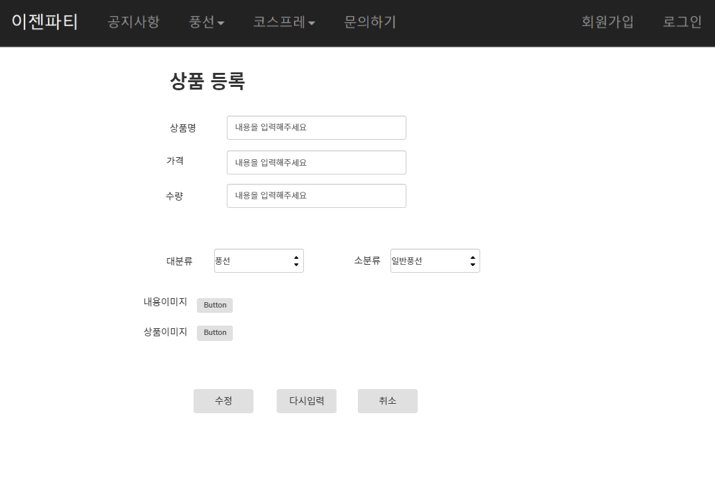 이젠파티 공지사항 풍선 코스프레 문의하기 회원가입 로그인
상품 등록
상품명 내용을 입력해주세요
가격 내용을 입력해주세요
수량 내용을 입력해주세요
대분류 풍선 소분류 일반풍선
내용이미지 Button
상품이미지 Button
수정 다시입력 취소